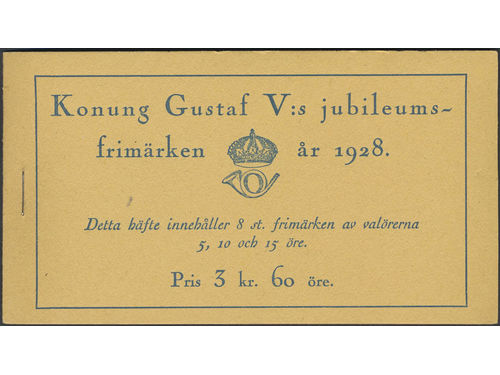 Konung Gustaf V:s jubileums-
frimärken år 1928.
Detta häfte innehåller 8 st. frimärken av valörerna
5, 10 och 15 öre.
Pris 3 kr. 60 öre.